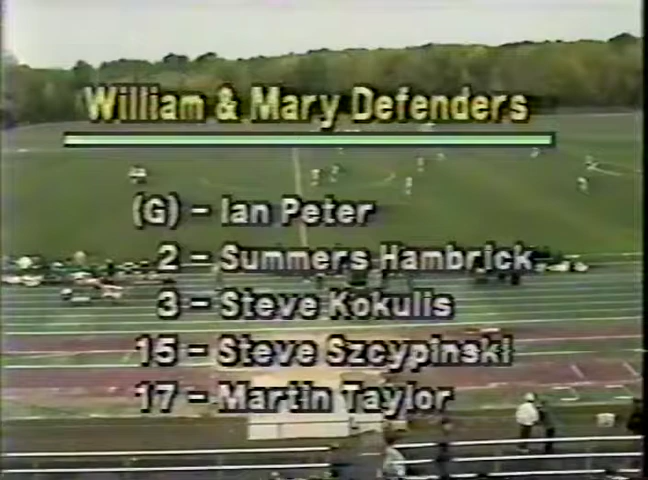 William & Mary Defenders
(G) - Ian Peter
2 - Summers Hambrick
3 - Steve Kokulis
15 - Steve Szcypinski
17 - Martin Taylor